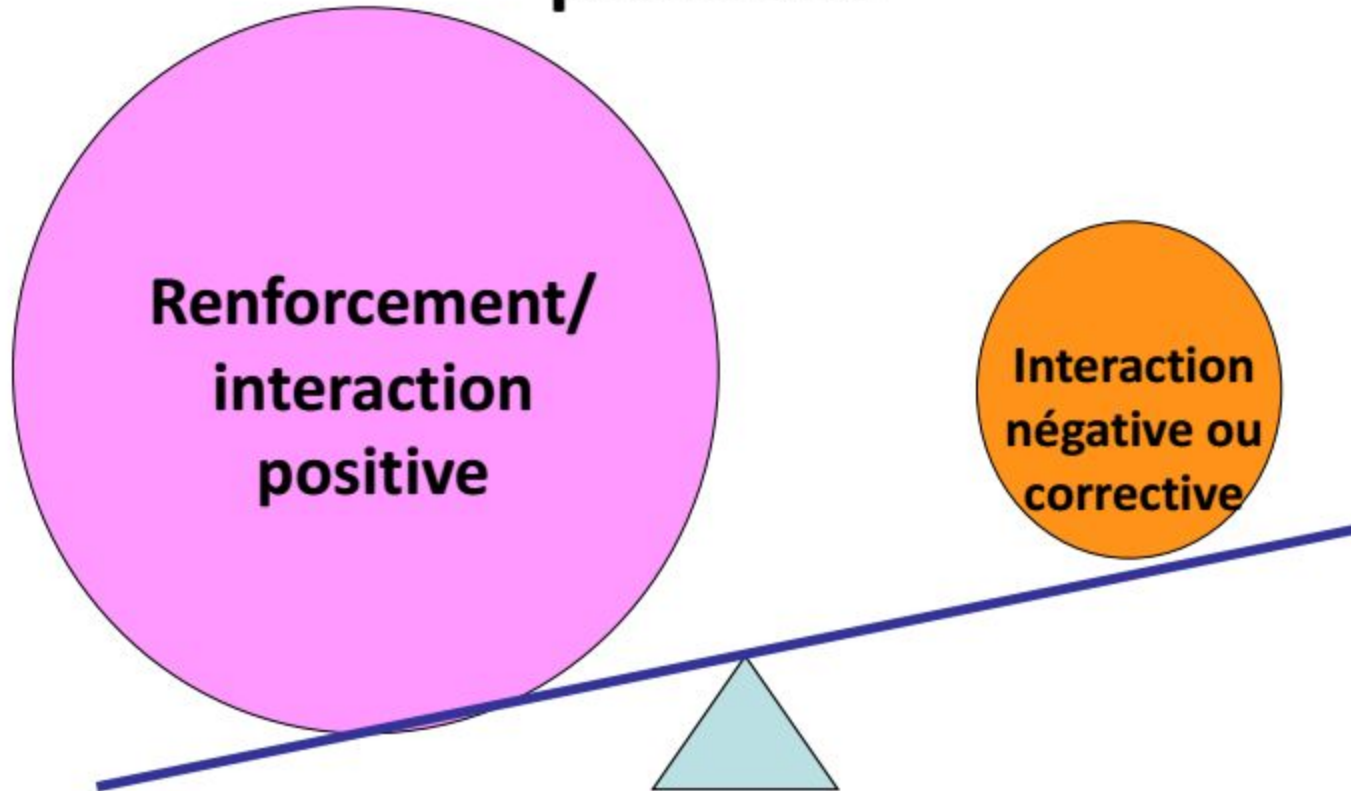 Renforcement/
interaction
positive
Interaction
négative ou
corrective